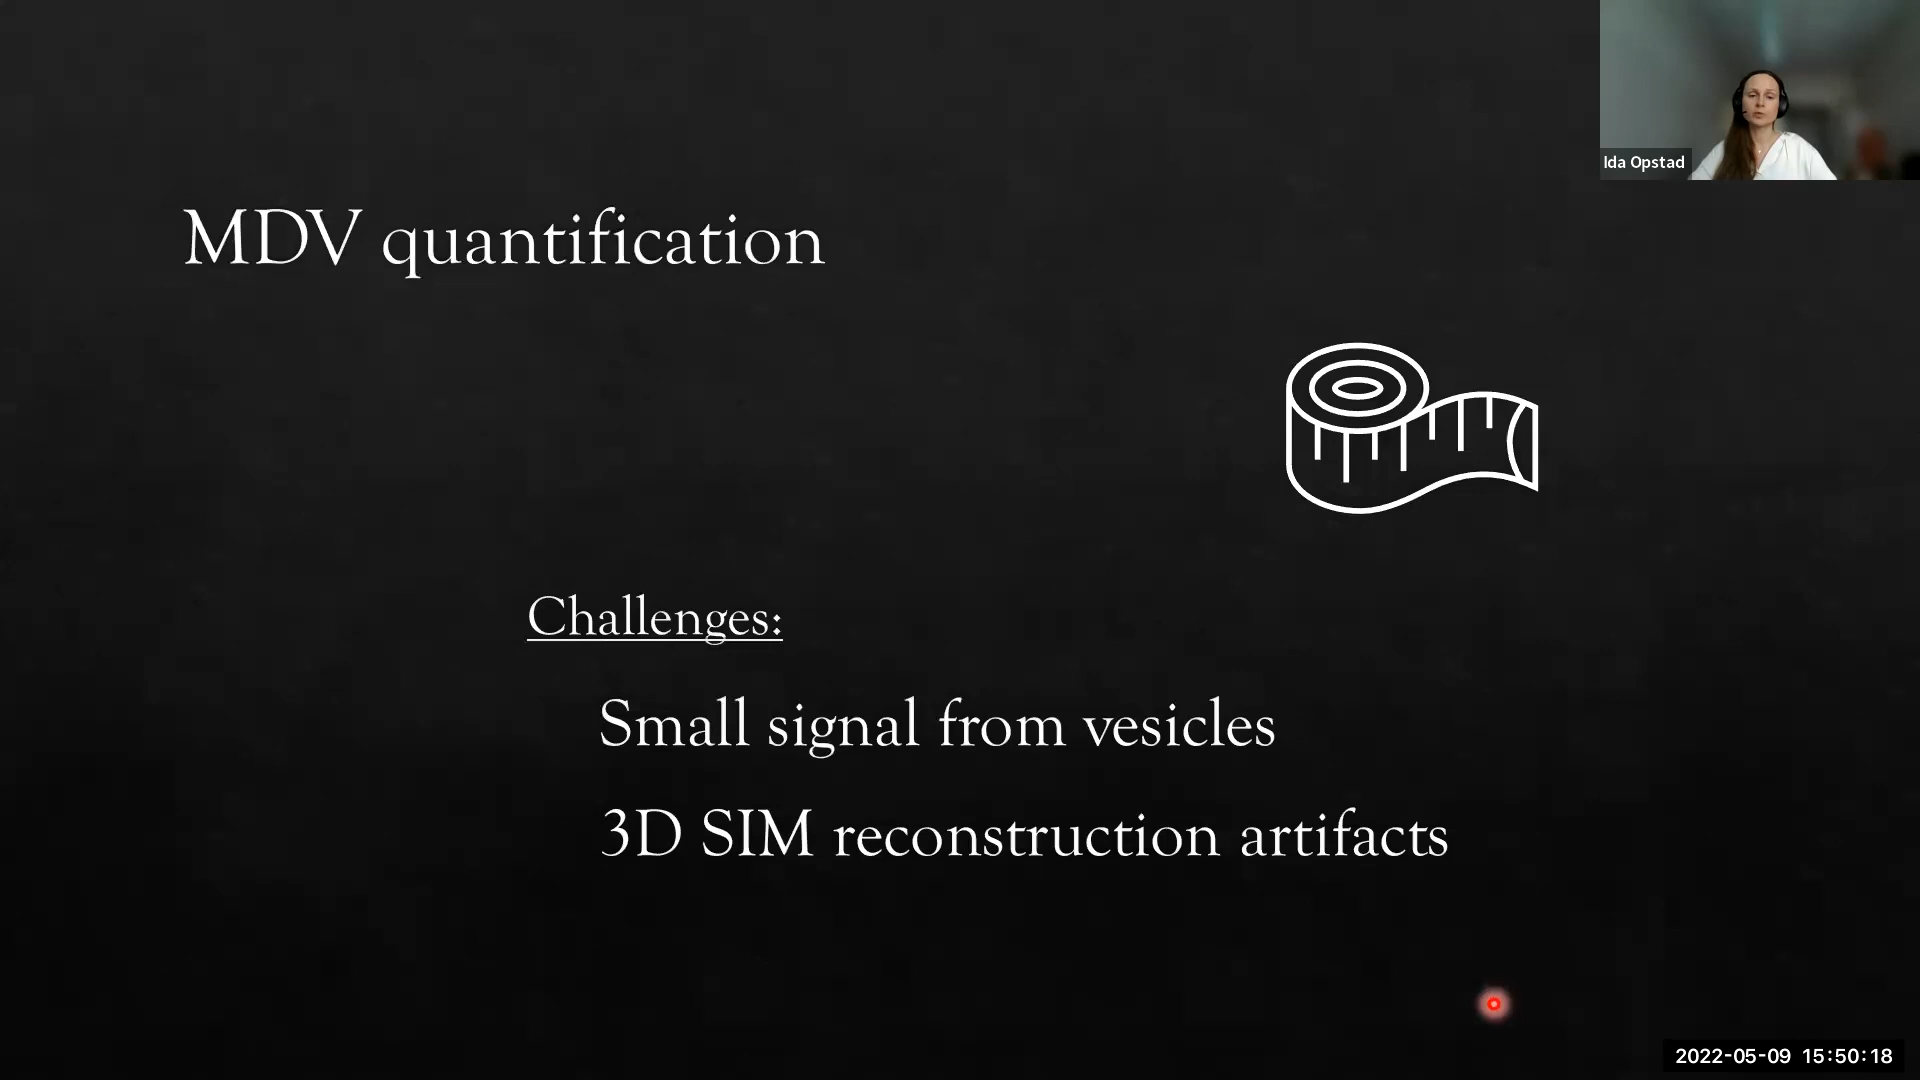 Ida Opstad
MDV quantification
Challenges:
Small signal from vesicles
3D SIM reconstruction artifacts
2022-05-09 15:50:18